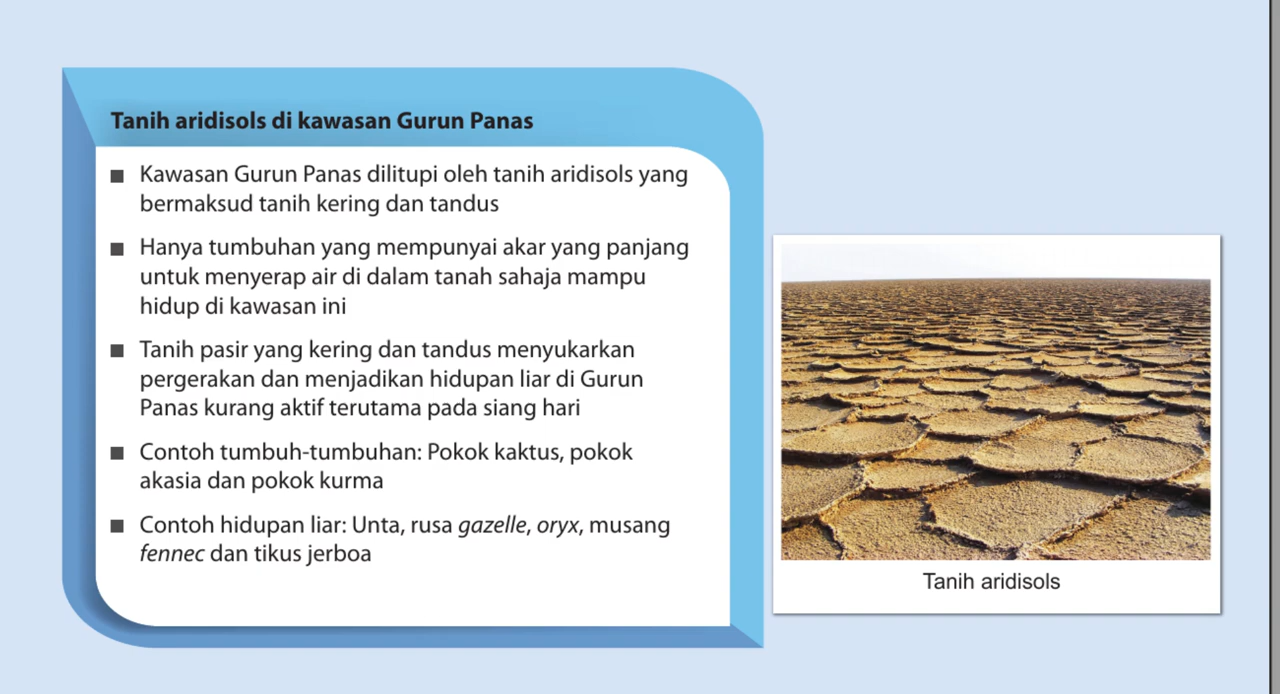 Tanih aridisols di kawasan Gurun Panas
■ Kawasan Gurun Panas dilitupi oleh tanih aridisols yang
bermaksud tanih kering dan tandus
■ Hanya tumbuhan yang mempunyai akar yang panjang
untuk menyerap air di dalam tanah sahaja mampu
hidup di kawasan ini
■ Tanih pasir yang kering dan tandus menyukarkan
pergerakan dan menjadikan hidupan liar di Gurun
Panas kurang aktif terutama pada siang hari
■ Contoh tumbuh-tumbuhan: Pokok kaktus, pokok
akasia dan pokok kurma
■ Contoh hidupan liar: Unta, rusa gazelle, oryx, musang
fennec dan tikus jerboa
Tanih aridisols